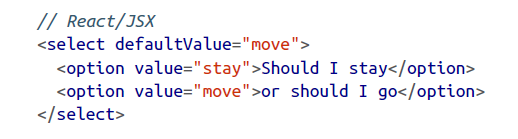 // React/JSX
<select defaultValue="move">
  <option value="stay">Should I stay</option>
  <option value="move">or should I go</option>
</select>